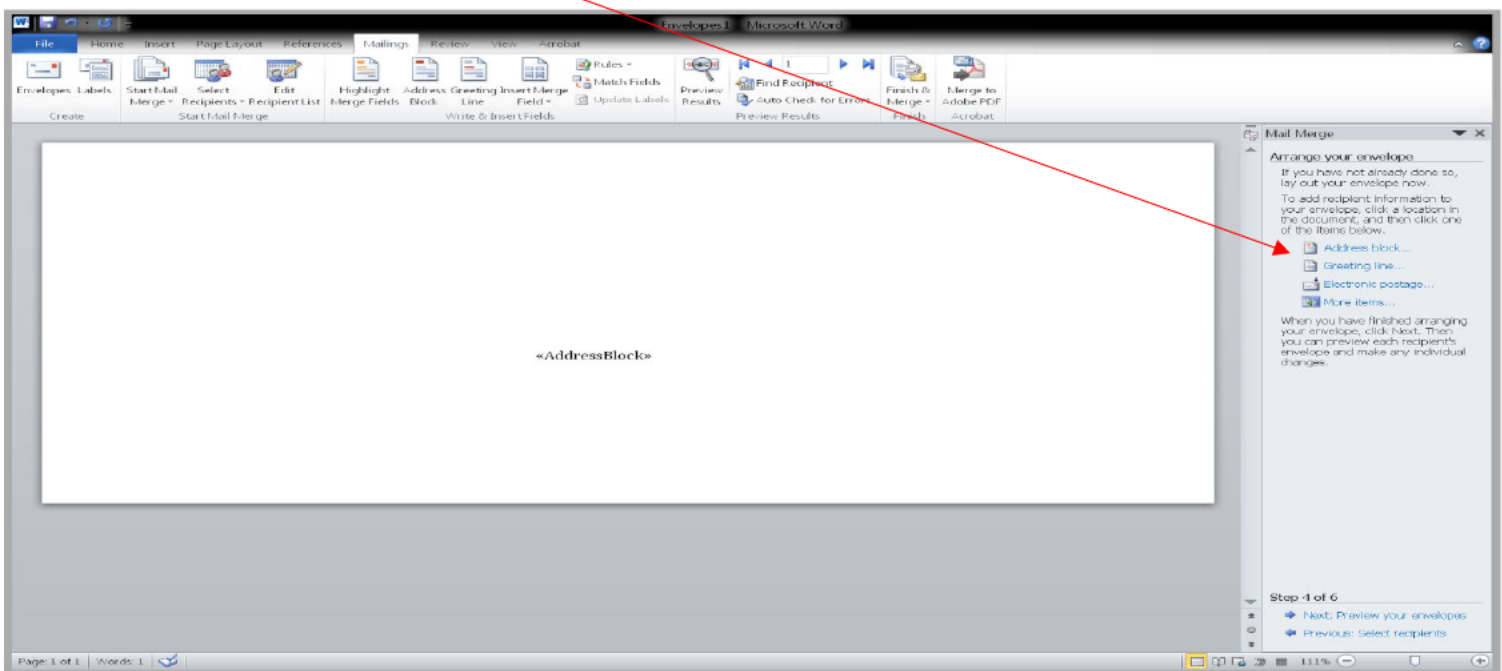 Envelopes1 Microsoft Word
File Home Insert Page Layout References Mailings Review View Acrobat
Envelopes Labels Start Mail Merge Select Recipients Edit Recipient List Highlight Merge Fields Address Block Greeting Line Insert Merge Field Rules Match Fields Update Labels Preview Results 1 Find Recipient Auto Check for Errors Finish & Merge Merge to Adobe PDF
Create Start Mail Merge Write & Insert Fields Preview Results Finish Acrobat
Mail Merge
Arrange your envelope
If you have not already done so,
lay out your envelope now.
To add recipient information to
your envelope, click a location in
the document, and then click one
of the items below.
Address block...
Greeting line...
Electronic postage...
More items...
When you have finished arranging
your envelope, click Next. Then
you can preview each recipient's
envelope and make any individual
changes.
«AddressBlock»
Step 4 of 6
Next: Preview your envelopes
Previous: Select recipients
Page: 1 of 1 Words: 1 111%